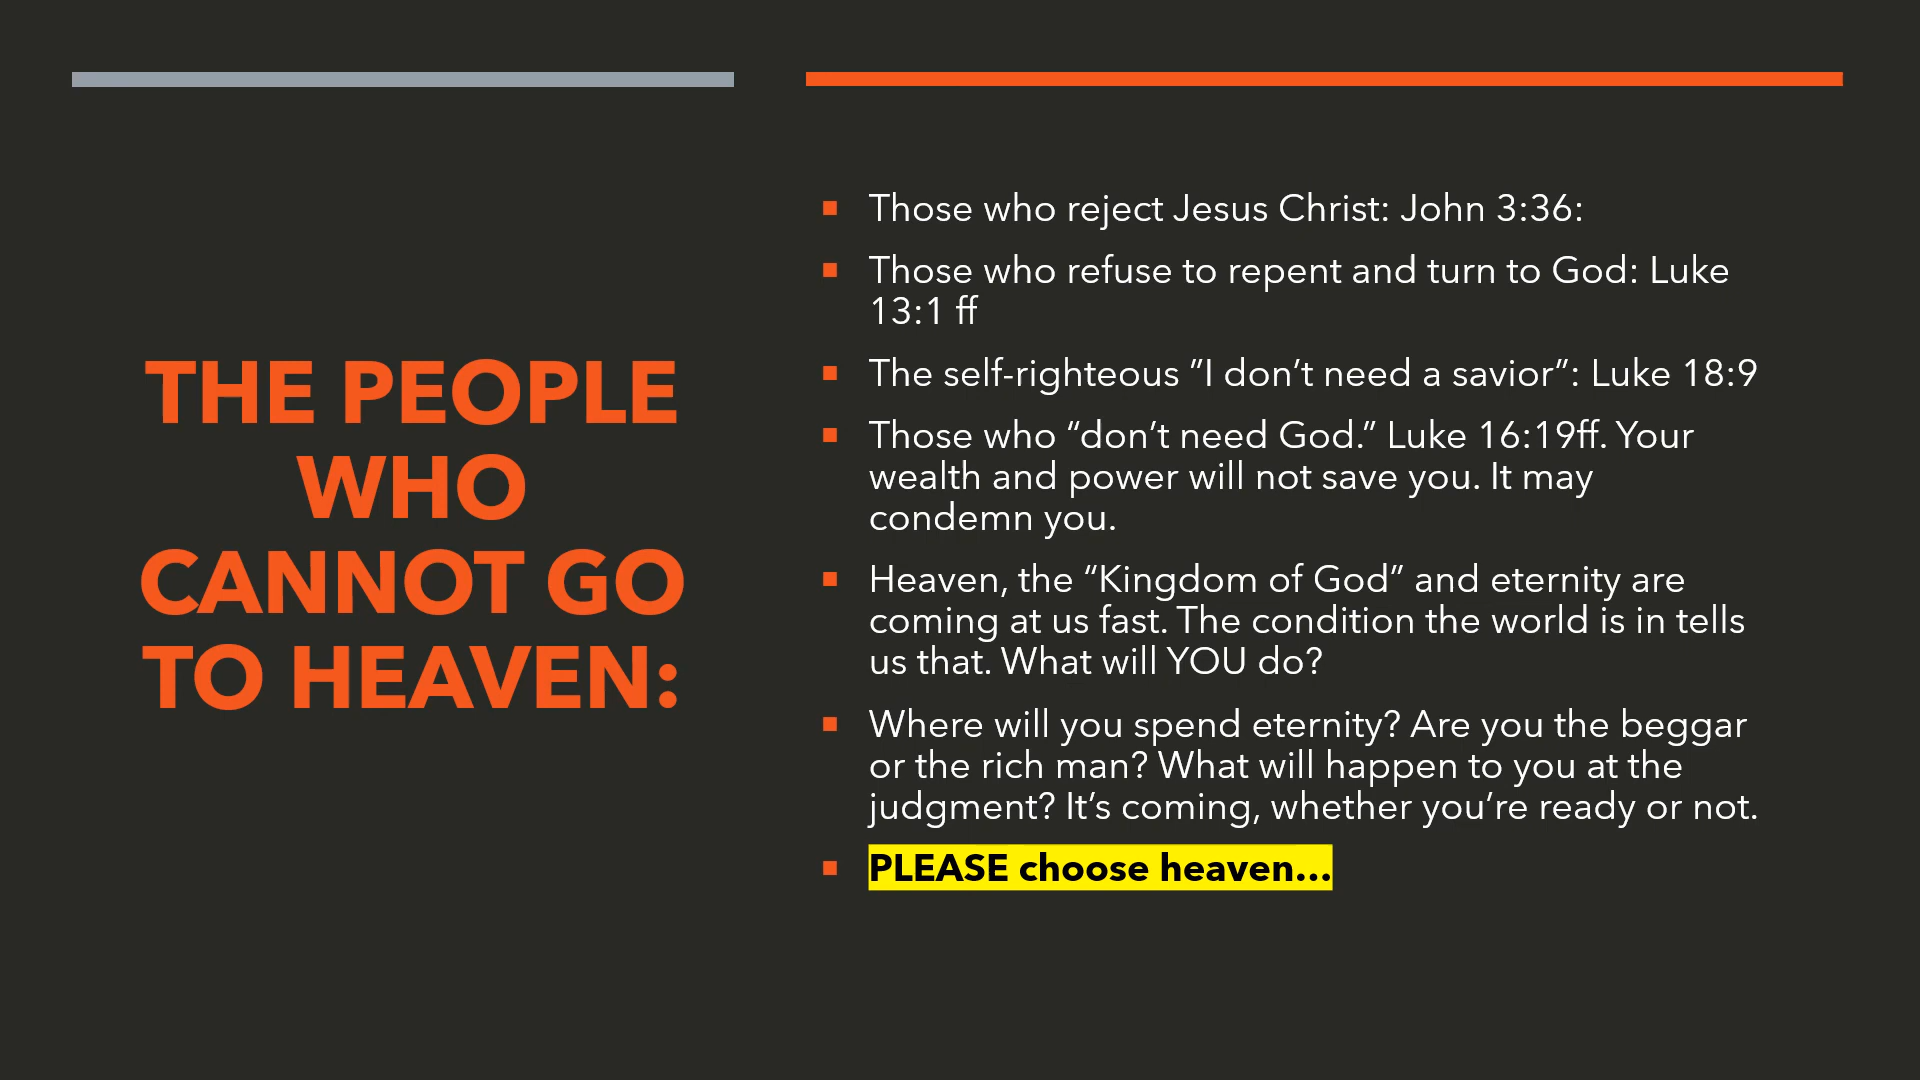 THE PEOPLE
WHO
CANNOT GO
TO HEAVEN:
Those who reject Jesus Christ: John 3:36:
Those who refuse to repent and turn to God: Luke
13:1 ff
The self-righteous ”I don’t need a savior”: Luke 18:9
Those who “don’t need God.” Luke 16:19ff. Your
wealth and power will not save you. It may
condemn you.
Heaven, the “Kingdom of God” and eternity are
coming at us fast. The condition the world is in tells
us that. What will YOU do?
Where will you spend eternity? Are you the beggar
or the rich man? What will happen to you at the
judgment? It’s coming, whether you’re ready or not.
PLEASE choose heaven…